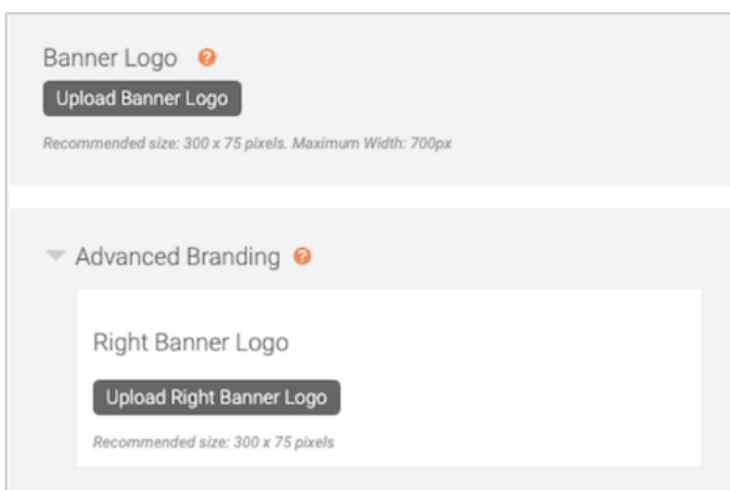 Banner Logo ?
Upload Banner Logo
Recommended size: 300 x 75 pixels. Maximum Width: 700px
Advanced Branding ?
Right Banner Logo
Upload Right Banner Logo
Recommended size: 300 x 75 pixels